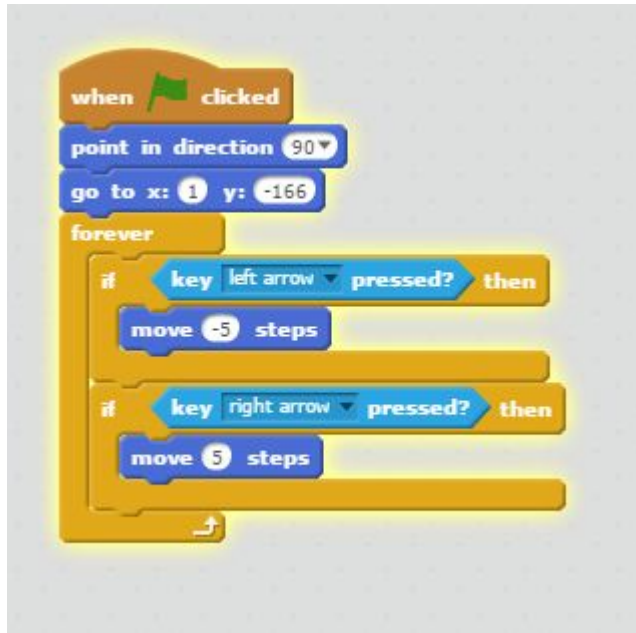 when clicked
point in direction 90
go to x: 1 y: -166
forever
if key left arrow pressed? then
move -5 steps
if key right arrow pressed? then
move 5 steps